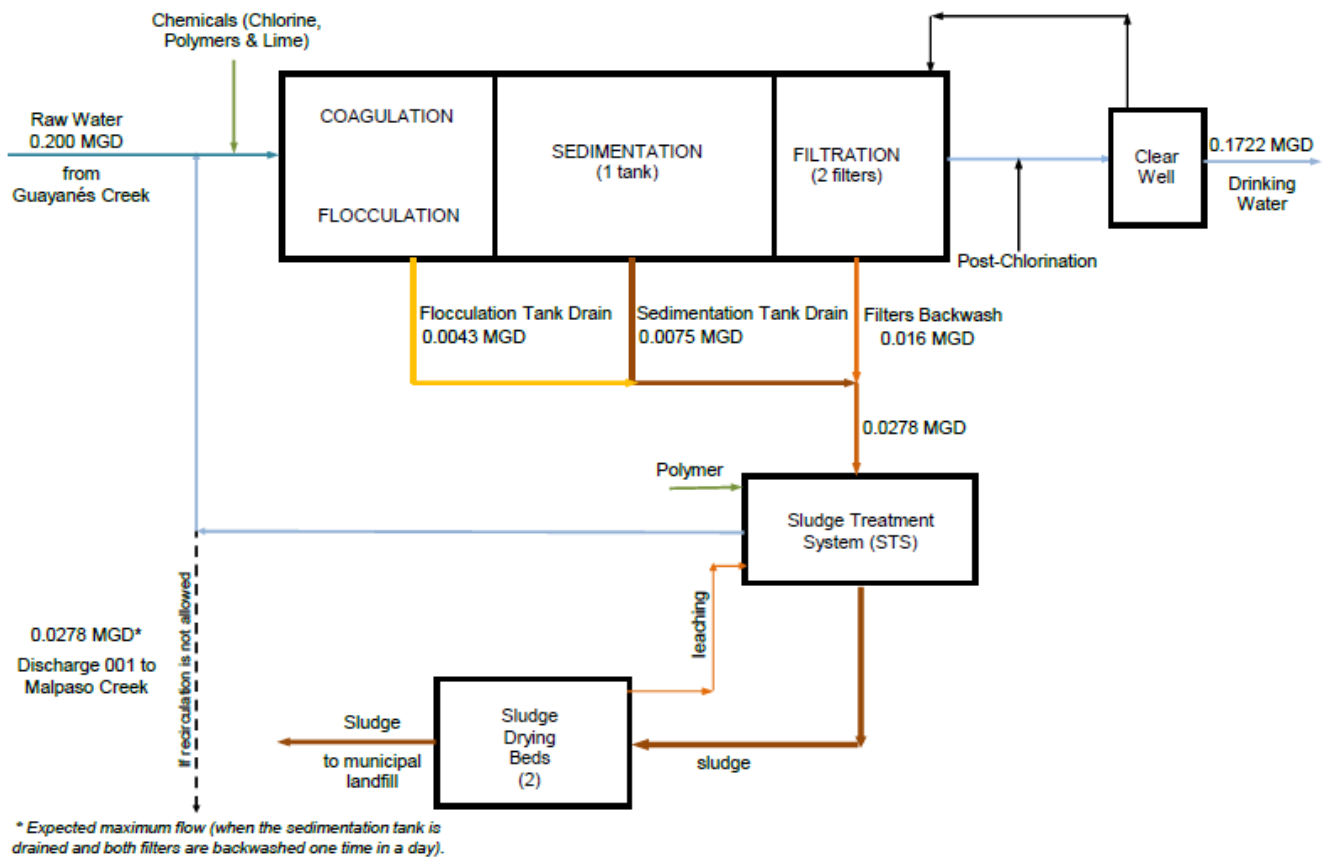 Chemicals (Chlorine,
Polymers & Lime)
Raw Water
0.200 MGD
from
Guayanés Creek
COAGULATION
FLOCCULATION
SEDIMENTATION
(1 tank)
FILTRATION
(2 filters)
Clear
Well
0.1722 MGD
Drinking
Water
Post-Chlorination
Flocculation Tank Drain
0.0043 MGD
Sedimentation Tank Drain
0.0075 MGD
Filters Backwash
0.016 MGD
0.0278 MGD
Polymer
Sludge Treatment
System (STS)
leaching
0.0278 MGD*
Discharge 001 to
Malpaso Creek
If recirculation is not allowed
Sludge
to municipal
landfill
Sludge
Drying
Beds
(2)
sludge
* Expected maximum flow (when the sedimentation tank is
drained and both filters are backwashed one time in a day).